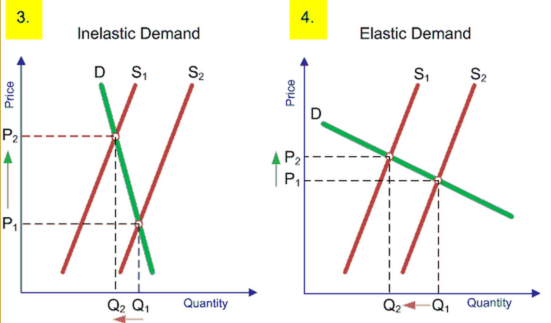 3.
Inelastic Demand
Price
D
S₁
S₂
P₂
P₁
Q₂
Q₁
Quantity
4.
Elastic Demand
Price
D
S₁
S₂
P₂
P₁
Q₂
Q₁
Quantity